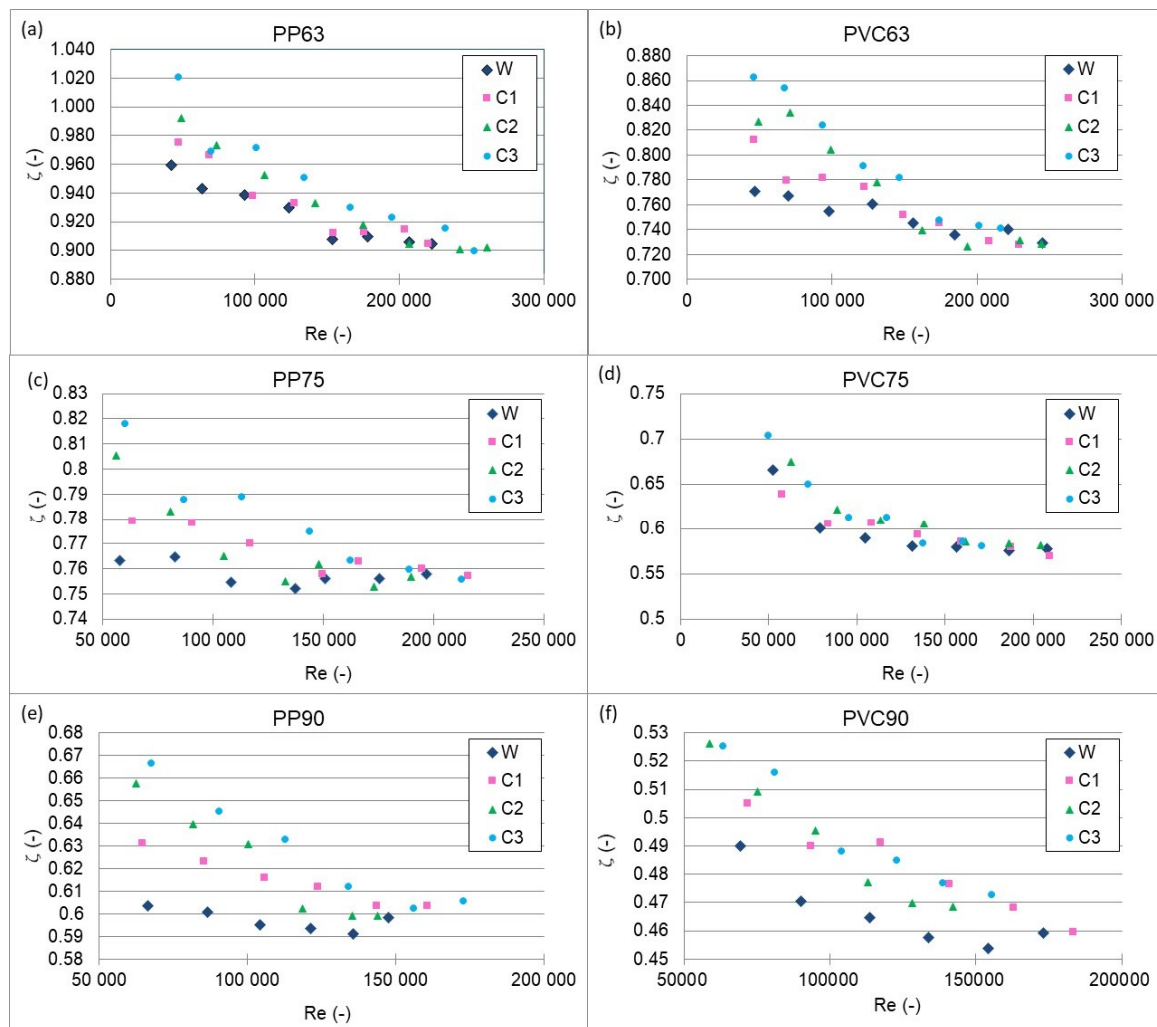 (a) PP63
1.040
1.020
1.000
0.980
0.960
0.940
0.920
0.900
0.880
ζ (-)
0 100 000 200 000 300 000
Re (-)
W
C1
C2
C3
(b) PVC63
0.880
0.860
0.840
0.820
0.800
0.780
0.760
0.740
0.720
0.700
ζ (-)
0 100 000 200 000 300 000
Re (-)
W
C1
C2
C3
(c) PP75
0.83
0.82
0.81
0.8
0.79
0.78
0.77
0.76
0.75
0.74
ζ (-)
50 000 100 000 150 000 200 000 250 000
Re (-)
W
C1
C2
C3
(d) PVC75
0.75
0.7
0.65
0.6
0.55
0.5
ζ (-)
0 50 000 100 000 150 000 200 000 250 000
Re (-)
W
C1
C2
C3
(e) PP90
0.68
0.67
0.66
0.65
0.64
0.63
0.62
0.61
0.6
0.59
0.58
ζ (-)
50 000 100 000 150 000 200 000
Re (-)
W
C1
C2
C3
(f) PVC90
0.53
0.52
0.51
0.5
0.49
0.48
0.47
0.46
0.45
ζ (-)
50000 100000 150000 200000
Re (-)
W
C1
C2
C3